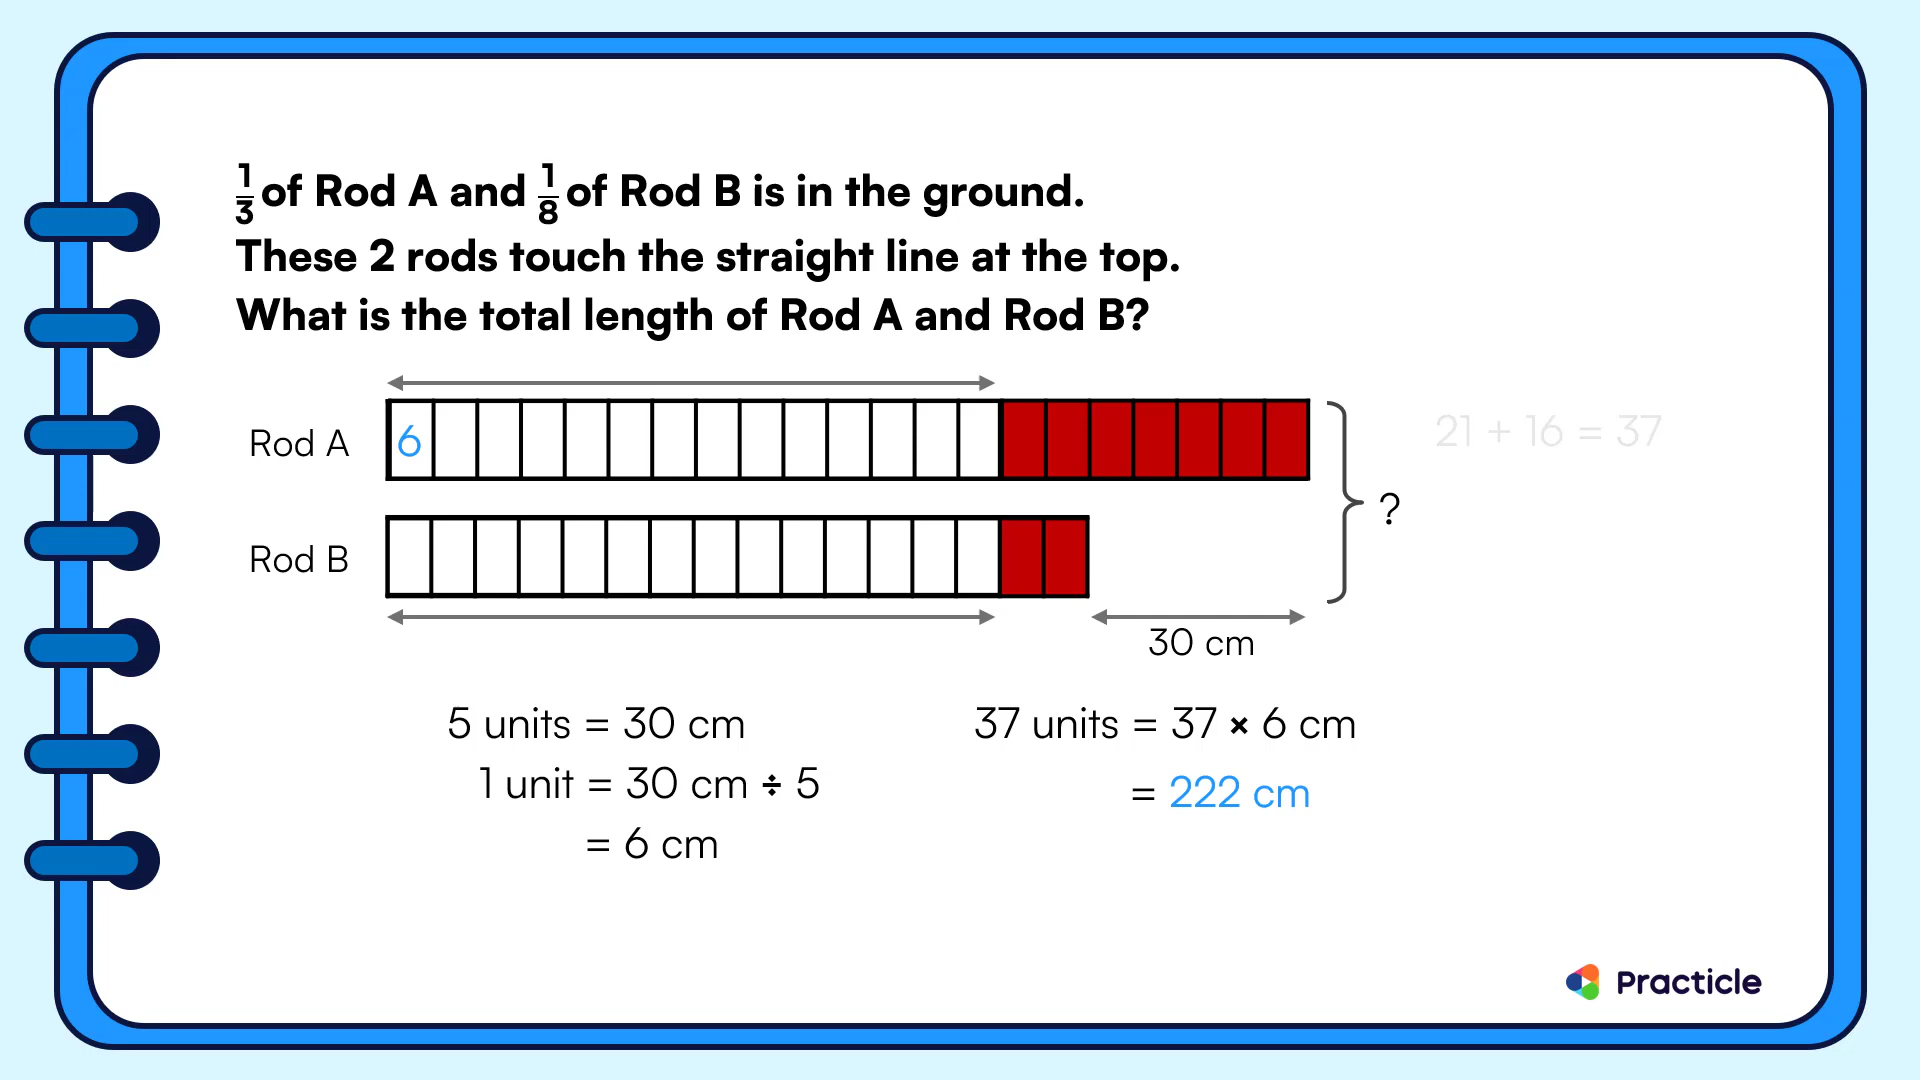 1/3 of Rod A and 1/8 of Rod B is in the ground.
These 2 rods touch the straight line at the top.
What is the total length of Rod A and Rod B?
Rod A
6
21 + 16 = 37
?
Rod B
30 cm
5 units = 30 cm
1 unit = 30 cm ÷ 5
= 6 cm
37 units = 37 × 6 cm
= 222 cm
Practicle